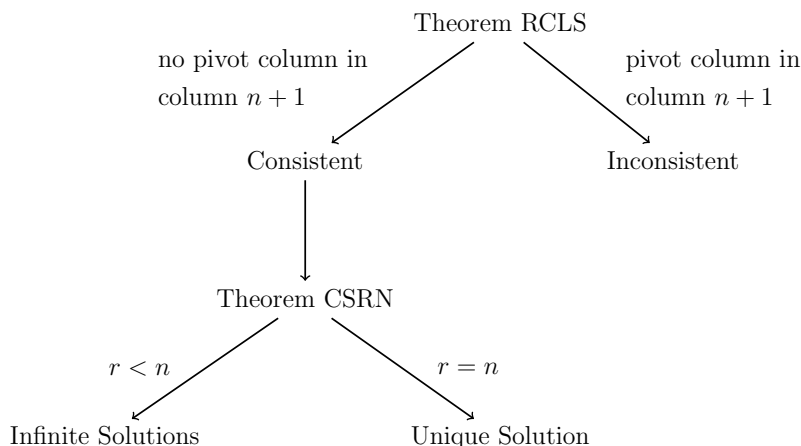 Theorem RCLS
no pivot column in
column n + 1
pivot column in
column n + 1
Consistent
Inconsistent
Theorem CSRN
r < n
r = n
Infinite Solutions
Unique Solution